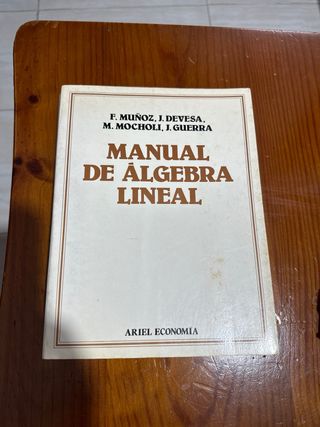 F. MUÑOZ, J. DEVESA,
M. MOCHOLI, J. GUERRA
MANUAL
DE ÁLGEBRA
LINEAL
ARIEL ECONOMÍA